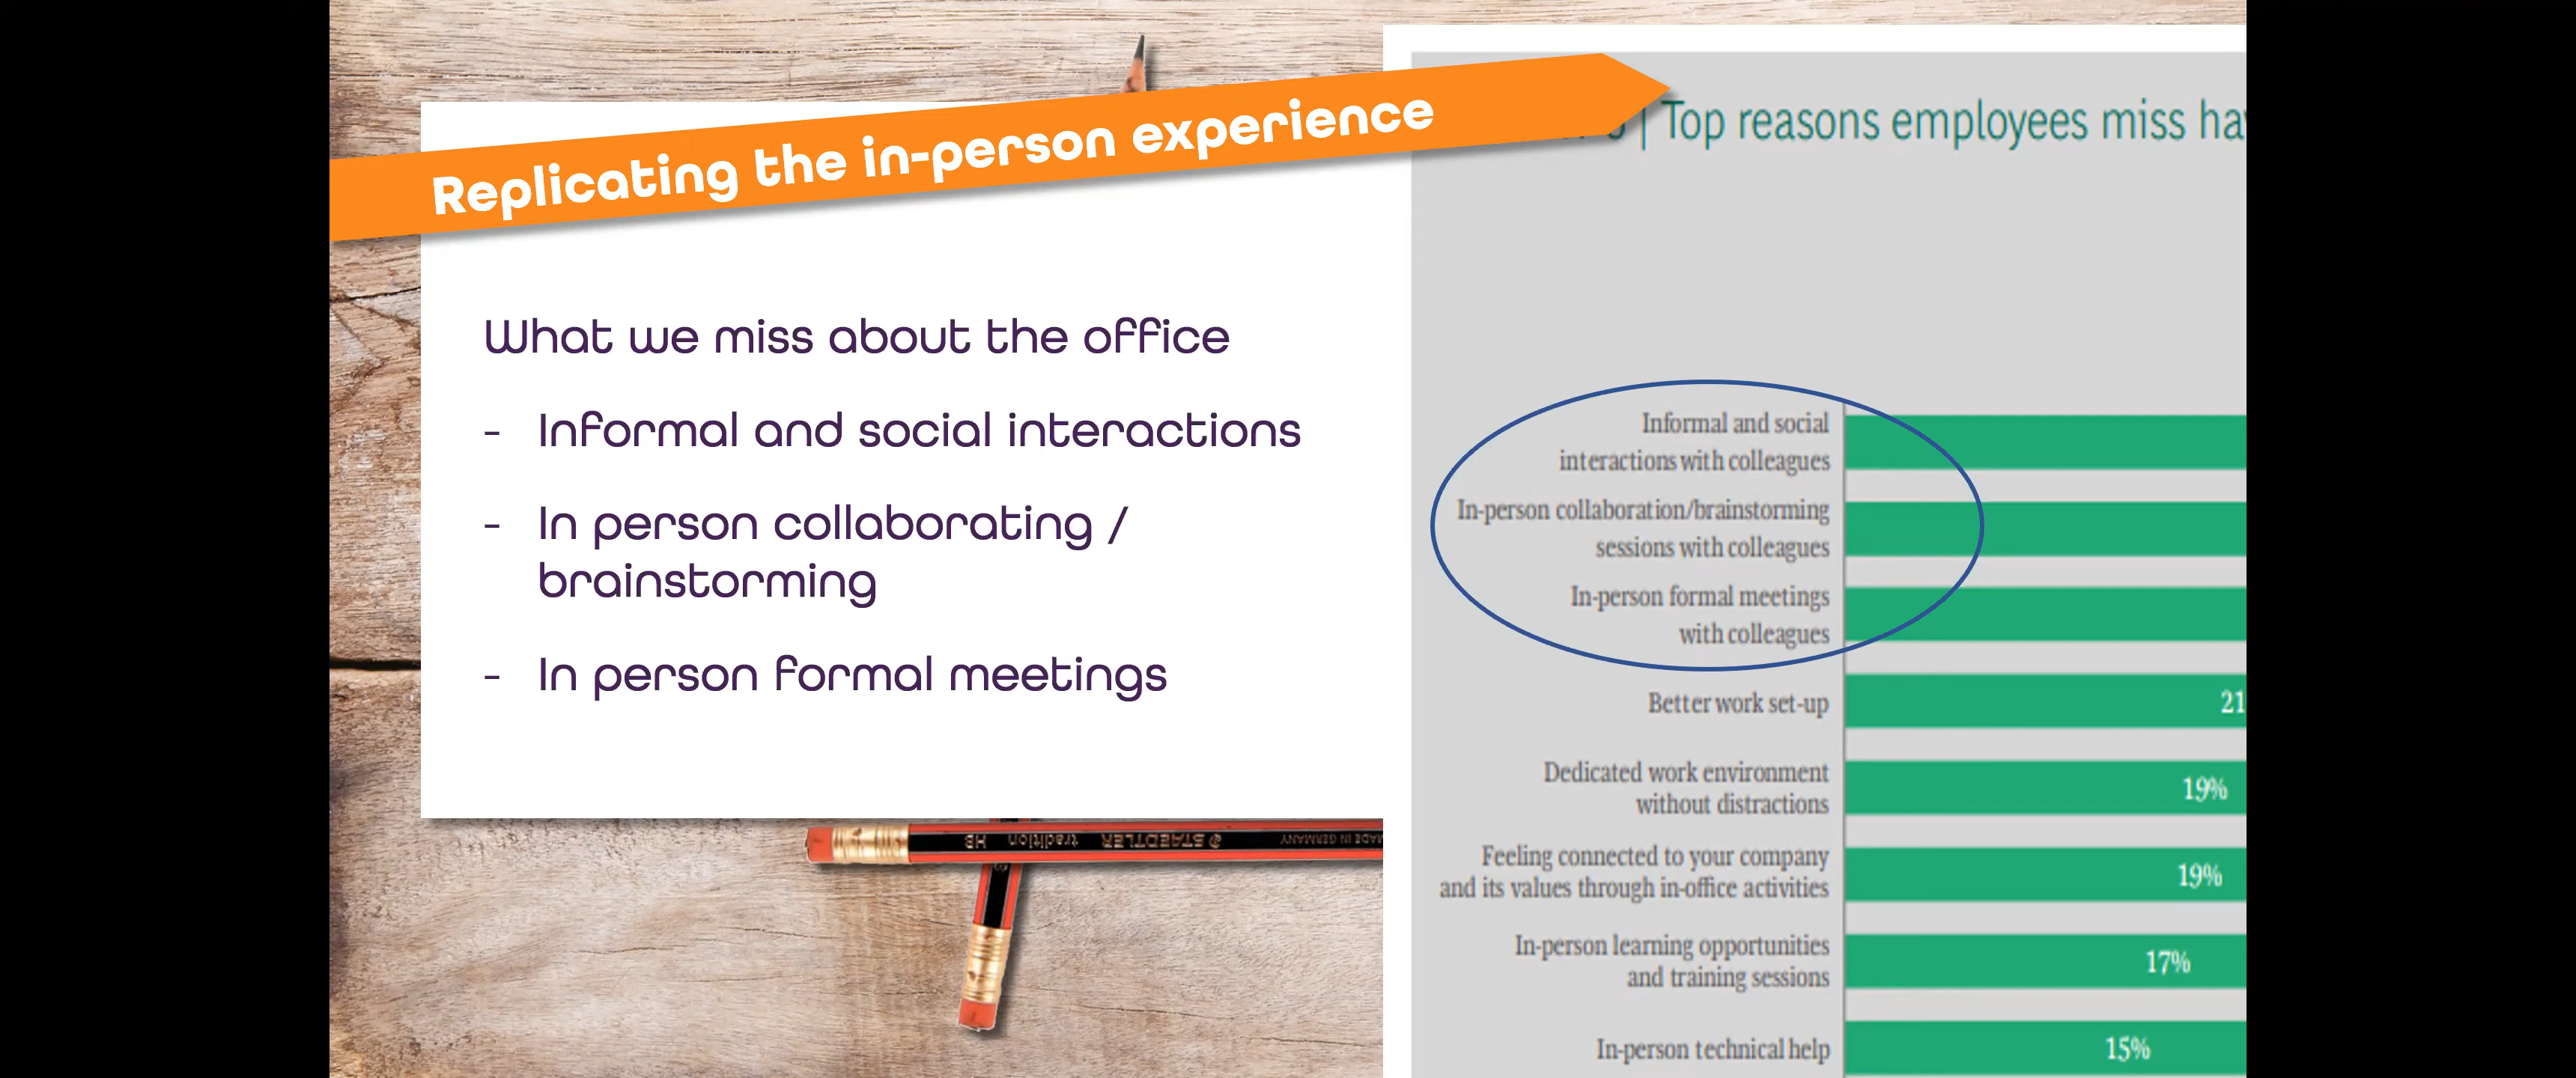 Replicating the in-person experience
What we miss about the office
- Informal and social interactions
- In person collaborating /
brainstorming
- In person formal meetings
| Top reasons employees miss
Informal and social
interactions with colleagues
In-person collaboration/brainstorming
sessions with colleagues
In-person formal meetings
with colleagues
Better work set-up
21
Dedicated work environment
without distractions
19%
Feeling connected to your company
and its values through in-office activities
19%
In-person learning opportunities
and training sessions
17%
In-person technical help
15%
HB tradition STAEDTLER MADE IN GERMANY